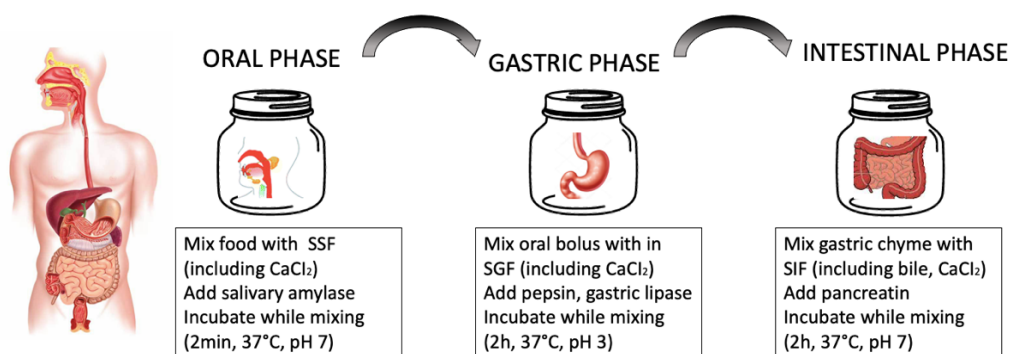 ORAL PHASE
Mix food with SSF
(including CaCl₂)
Add salivary amylase
Incubate while mixing
(2min, 37°C, pH 7)
GASTRIC PHASE
Mix oral bolus with in
SGF (including CaCl₂)
Add pepsin, gastric lipase
Incubate while mixing
(2h, 37°C, pH 3)
INTESTINAL PHASE
Mix gastric chyme with
SIF (including bile, CaCl₂)
Add pancreatin
Incubate while mixing
(2h, 37°C, pH 7)